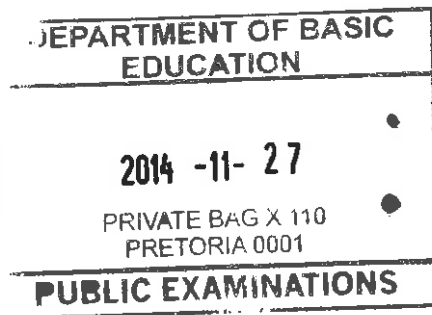 DEPARTMENT OF BASIC
EDUCATION
2014 -11- 27
PRIVATE BAG X 110
PRETORIA 0001
PUBLIC EXAMINATIONS